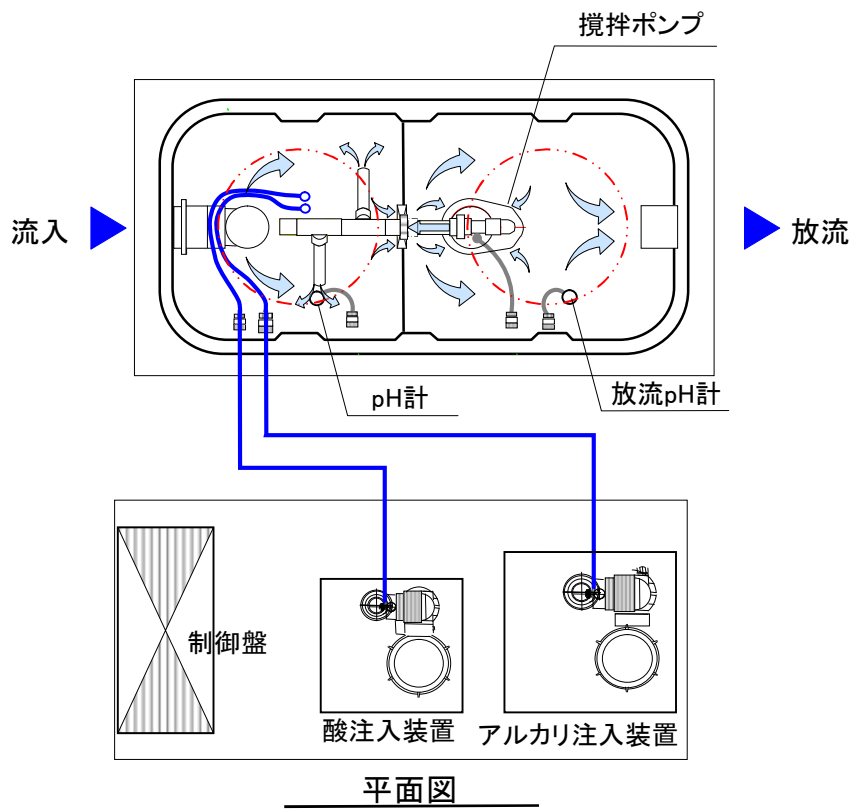 撹拌ポンプ
流入
放流
pH計
放流pH計
制御盤
酸注入装置
アルカリ注入装置
平面図